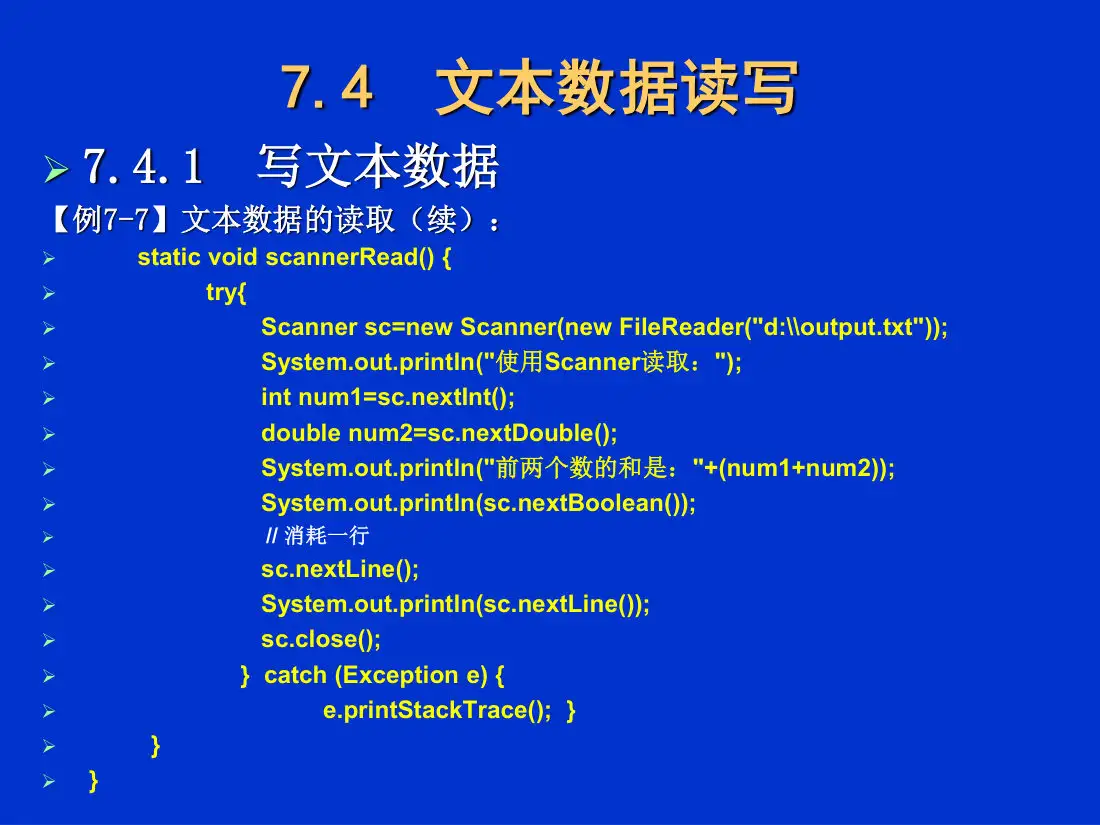 7.4 文本数据读写
7.4.1 写文本数据
【例7-7】文本数据的读取（续）：
static void scannerRead() {
try{
Scanner sc=new Scanner(new FileReader("d:\\output.txt"));
System.out.println("使用Scanner读取：");
int num1=sc.nextInt();
double num2=sc.nextDouble();
System.out.println("前两个数的和是："+(num1+num2));
System.out.println(sc.nextBoolean());
// 消耗一行
sc.nextLine();
System.out.println(sc.nextLine());
sc.close();
} catch (Exception e) {
e.printStackTrace(); }
}
}